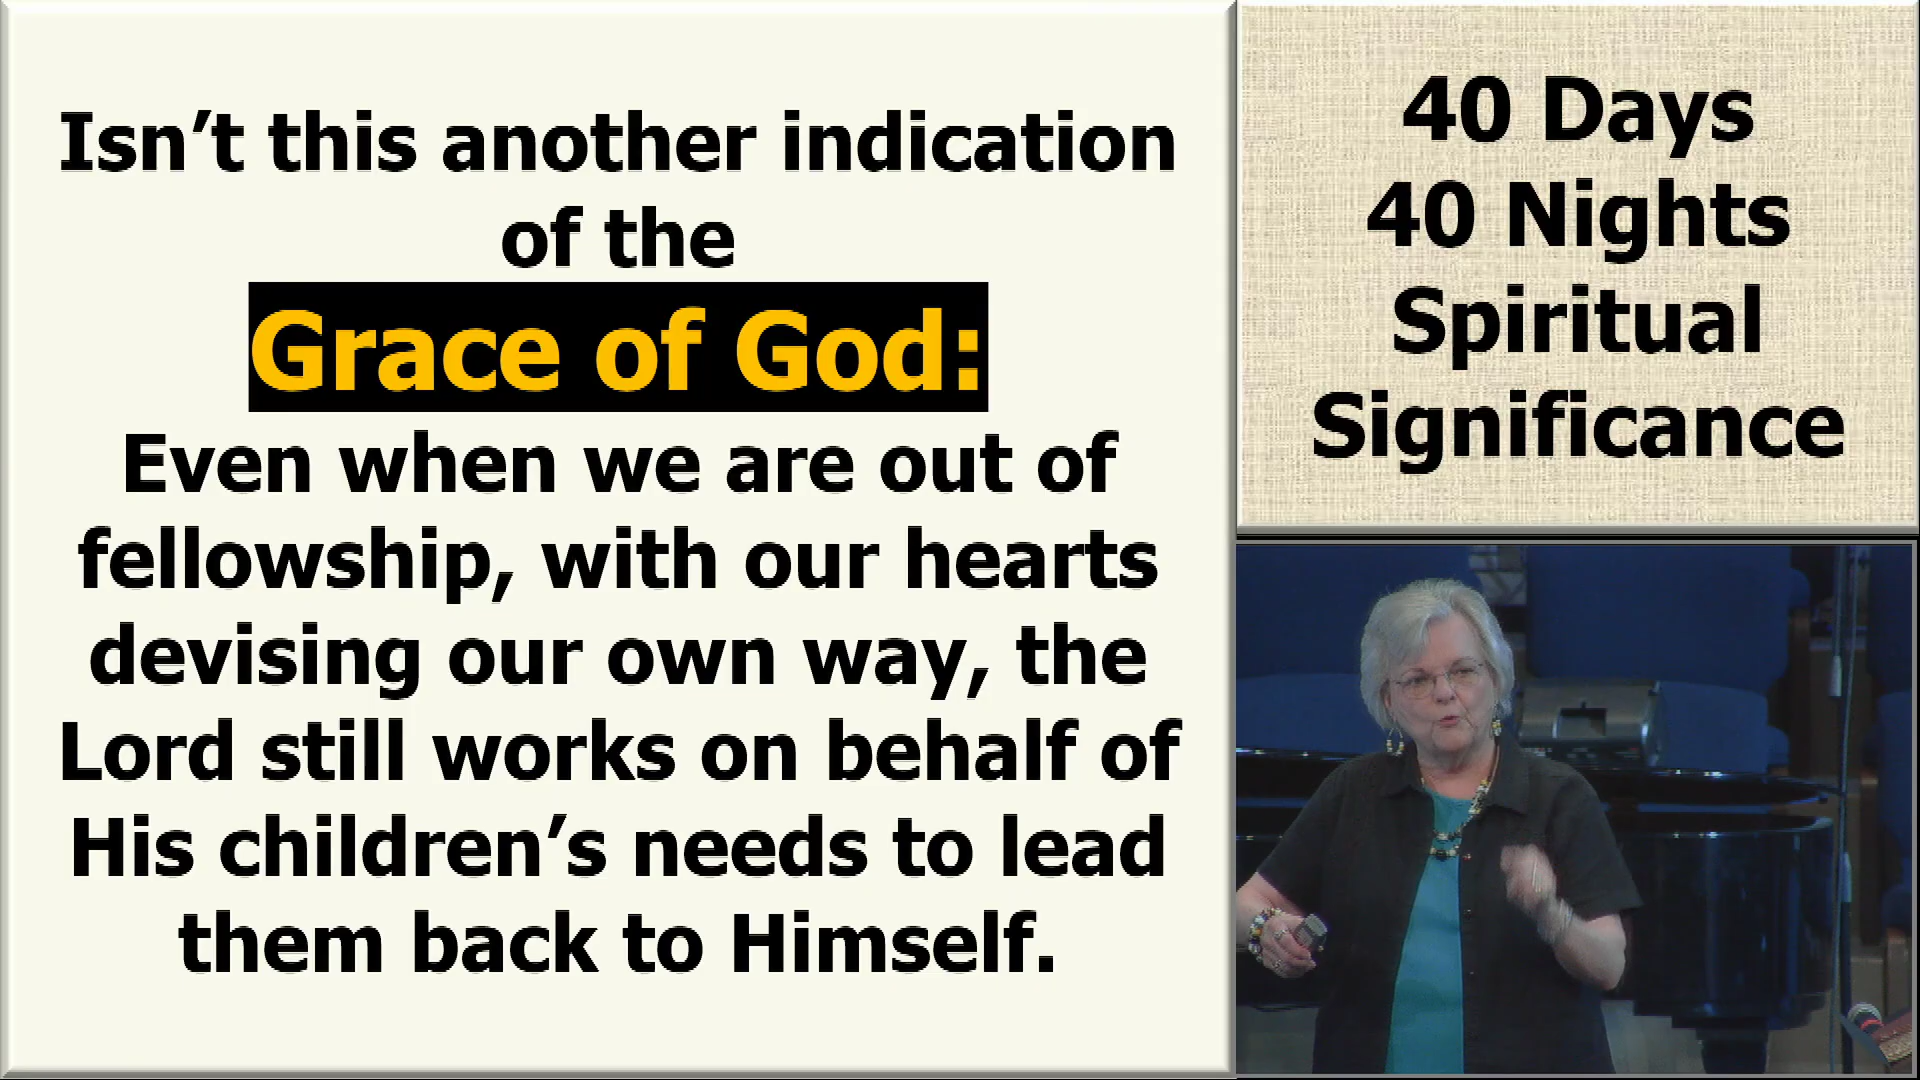 Isn’t this another indication
of the
Grace of God:
Even when we are out of
fellowship, with our hearts
devising our own way, the
Lord still works on behalf of
His children’s needs to lead
them back to Himself.
40 Days
40 Nights
Spiritual
Significance